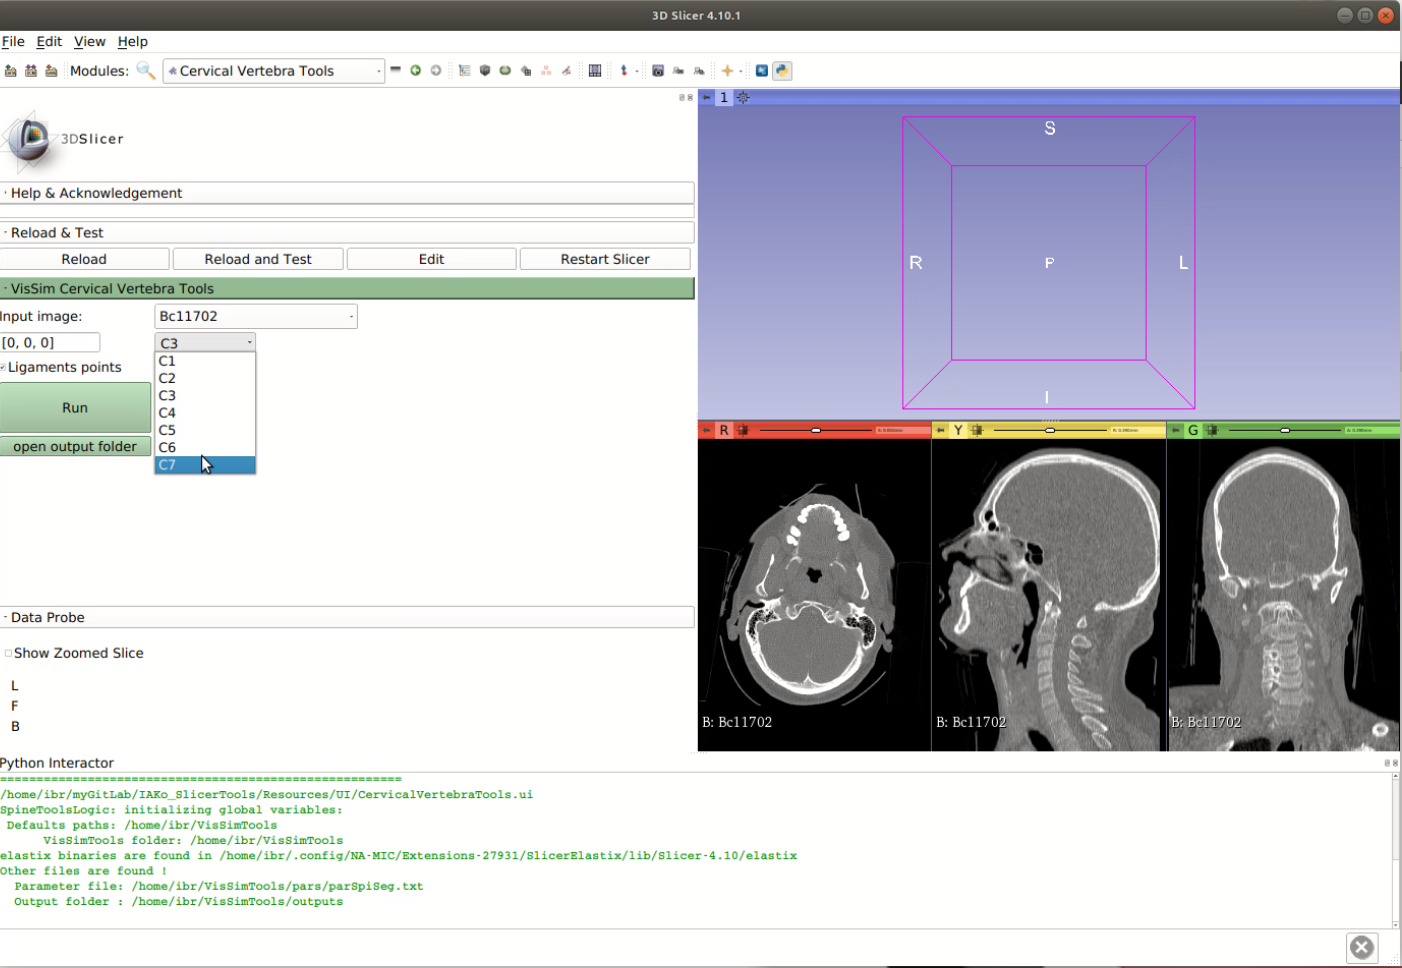 3D Slicer 4.10.1
File Edit View Help
Modules: Cervical Vertebra Tools
1
3DSlicer
Help & Acknowledgement
Reload & Test
Reload Reload and Test Edit Restart Slicer
VisSim Cervical Vertebra Tools
Input image: Bc11702
[0, 0, 0] C3
Ligaments points
C1
C2
C3
C4
C5
C6
C7
Run
open output folder
S
R P L
I
R Y G
B: Bc11702 B: Bc11702 B: Bc11702
Data Probe
Show Zoomed Slice
L
F
B
Python Interactor
=======================================================
/home/ibr/myGitLab/IAKo_SlicerTools/Resources/UI/CervicalVertebraTools.ui
SpineToolsLogic: initializing global variables:
Defaults paths: /home/ibr/VisSimTools
VisSimTools folder: /home/ibr/VisSimTools
elastix binaries are found in /home/ibr/.config/NA-MIC/Extensions-27931/SlicerElastix/lib/Slicer-4.10/elastix
Other files are found !
Parameter file: /home/ibr/VisSimTools/pars/parSpiSeg.txt
Output folder : /home/ibr/VisSimTools/outputs